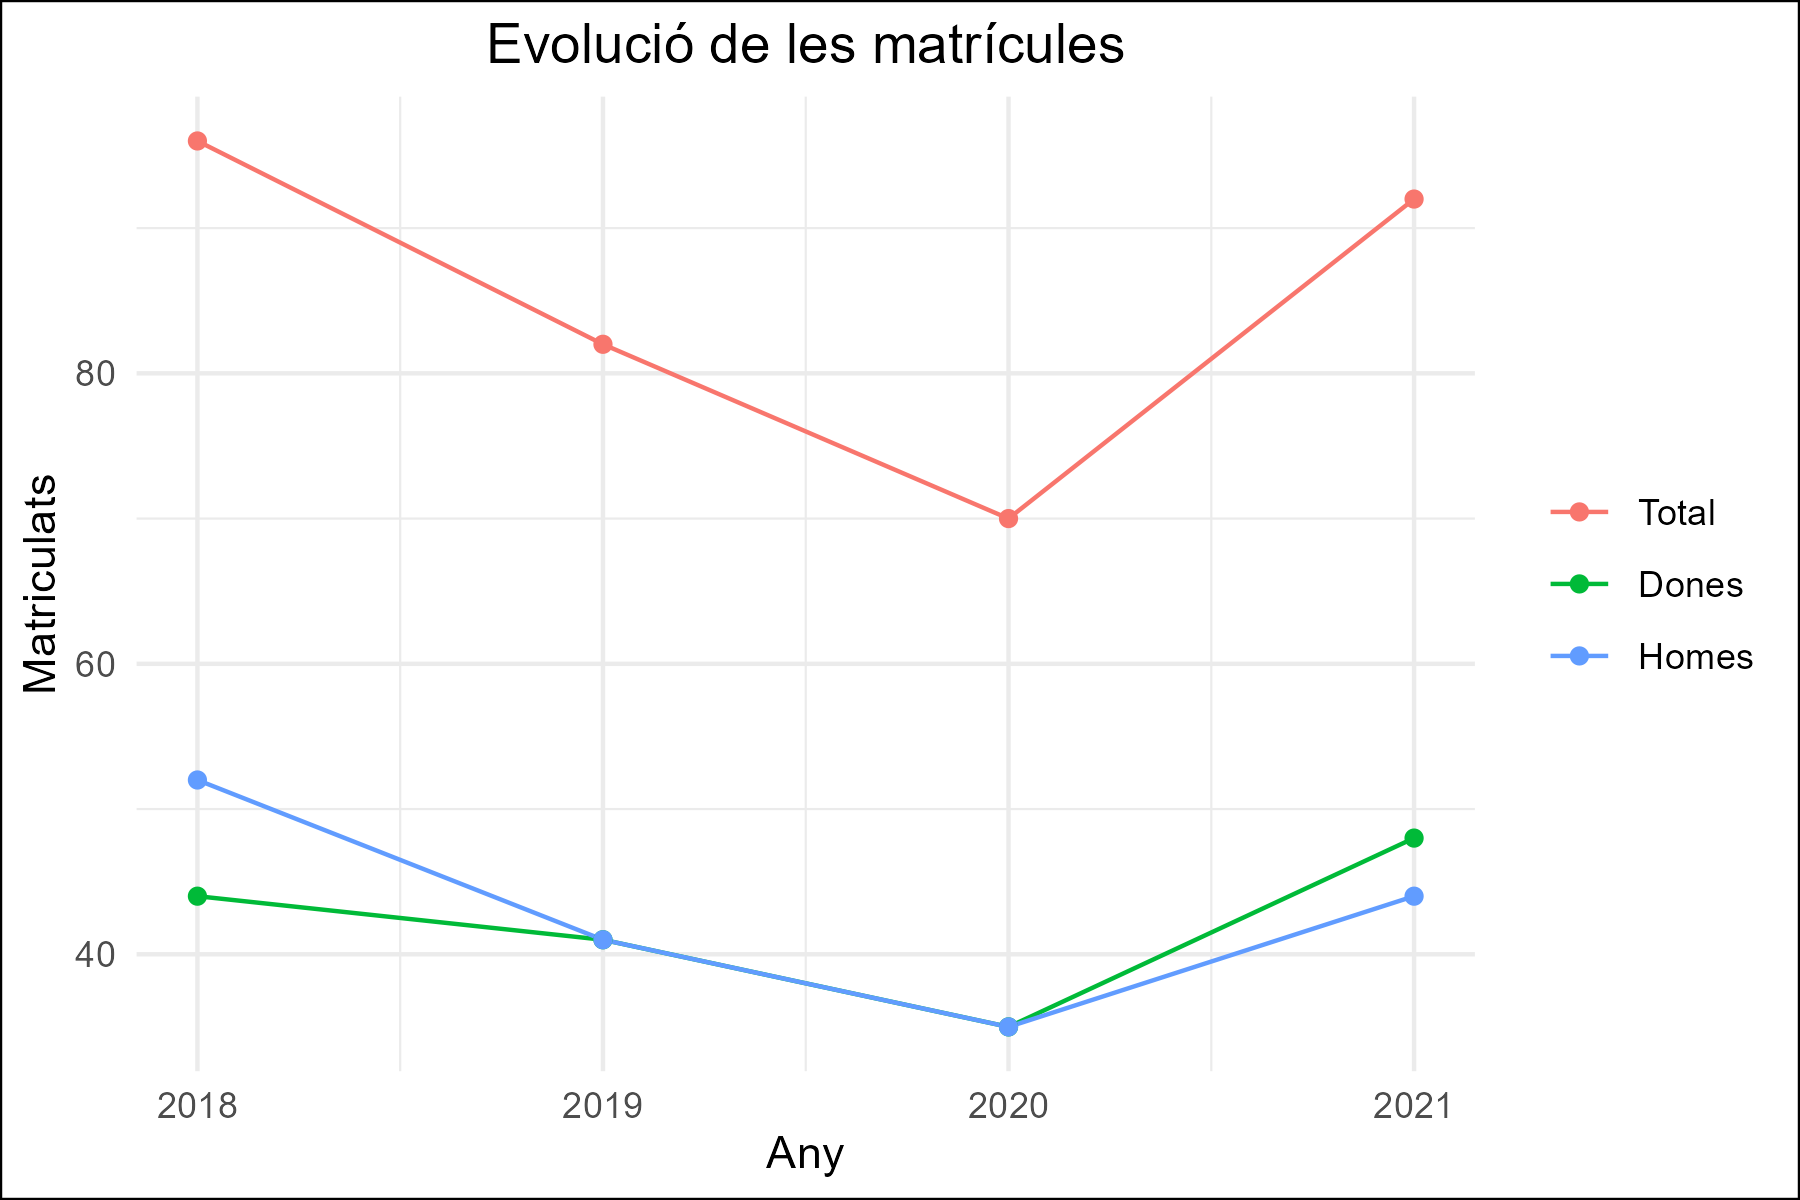 Evolució de les matrícules
Matriculats
80
60
40
2018 2019 2020 2021
Any
Total
Dones
Homes